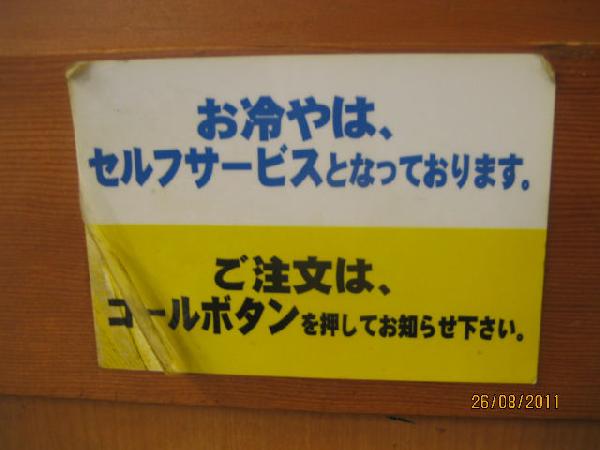 お冷やは、
セルフサービスとなっております。
ご注文は、
コールボタンを押してお知らせ下さい。
26/08/2011